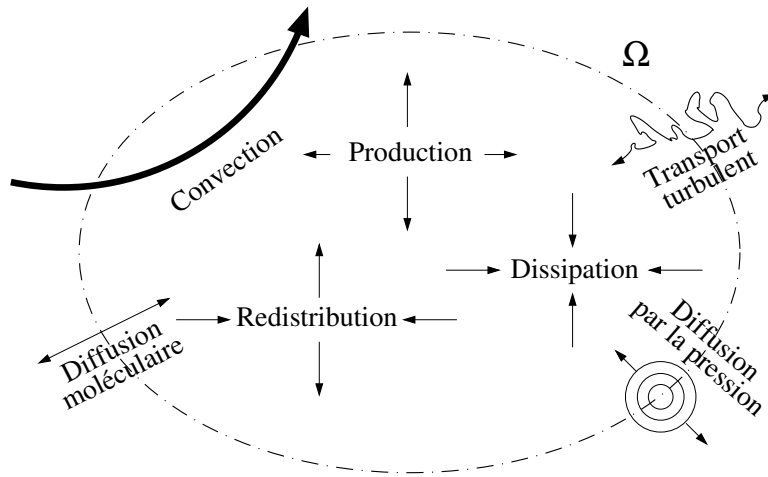 Ω
Convection
Production
Transport
turbulent
Dissipation
Redistribution
Diffusion
moléculaire
Diffusion
par la pression